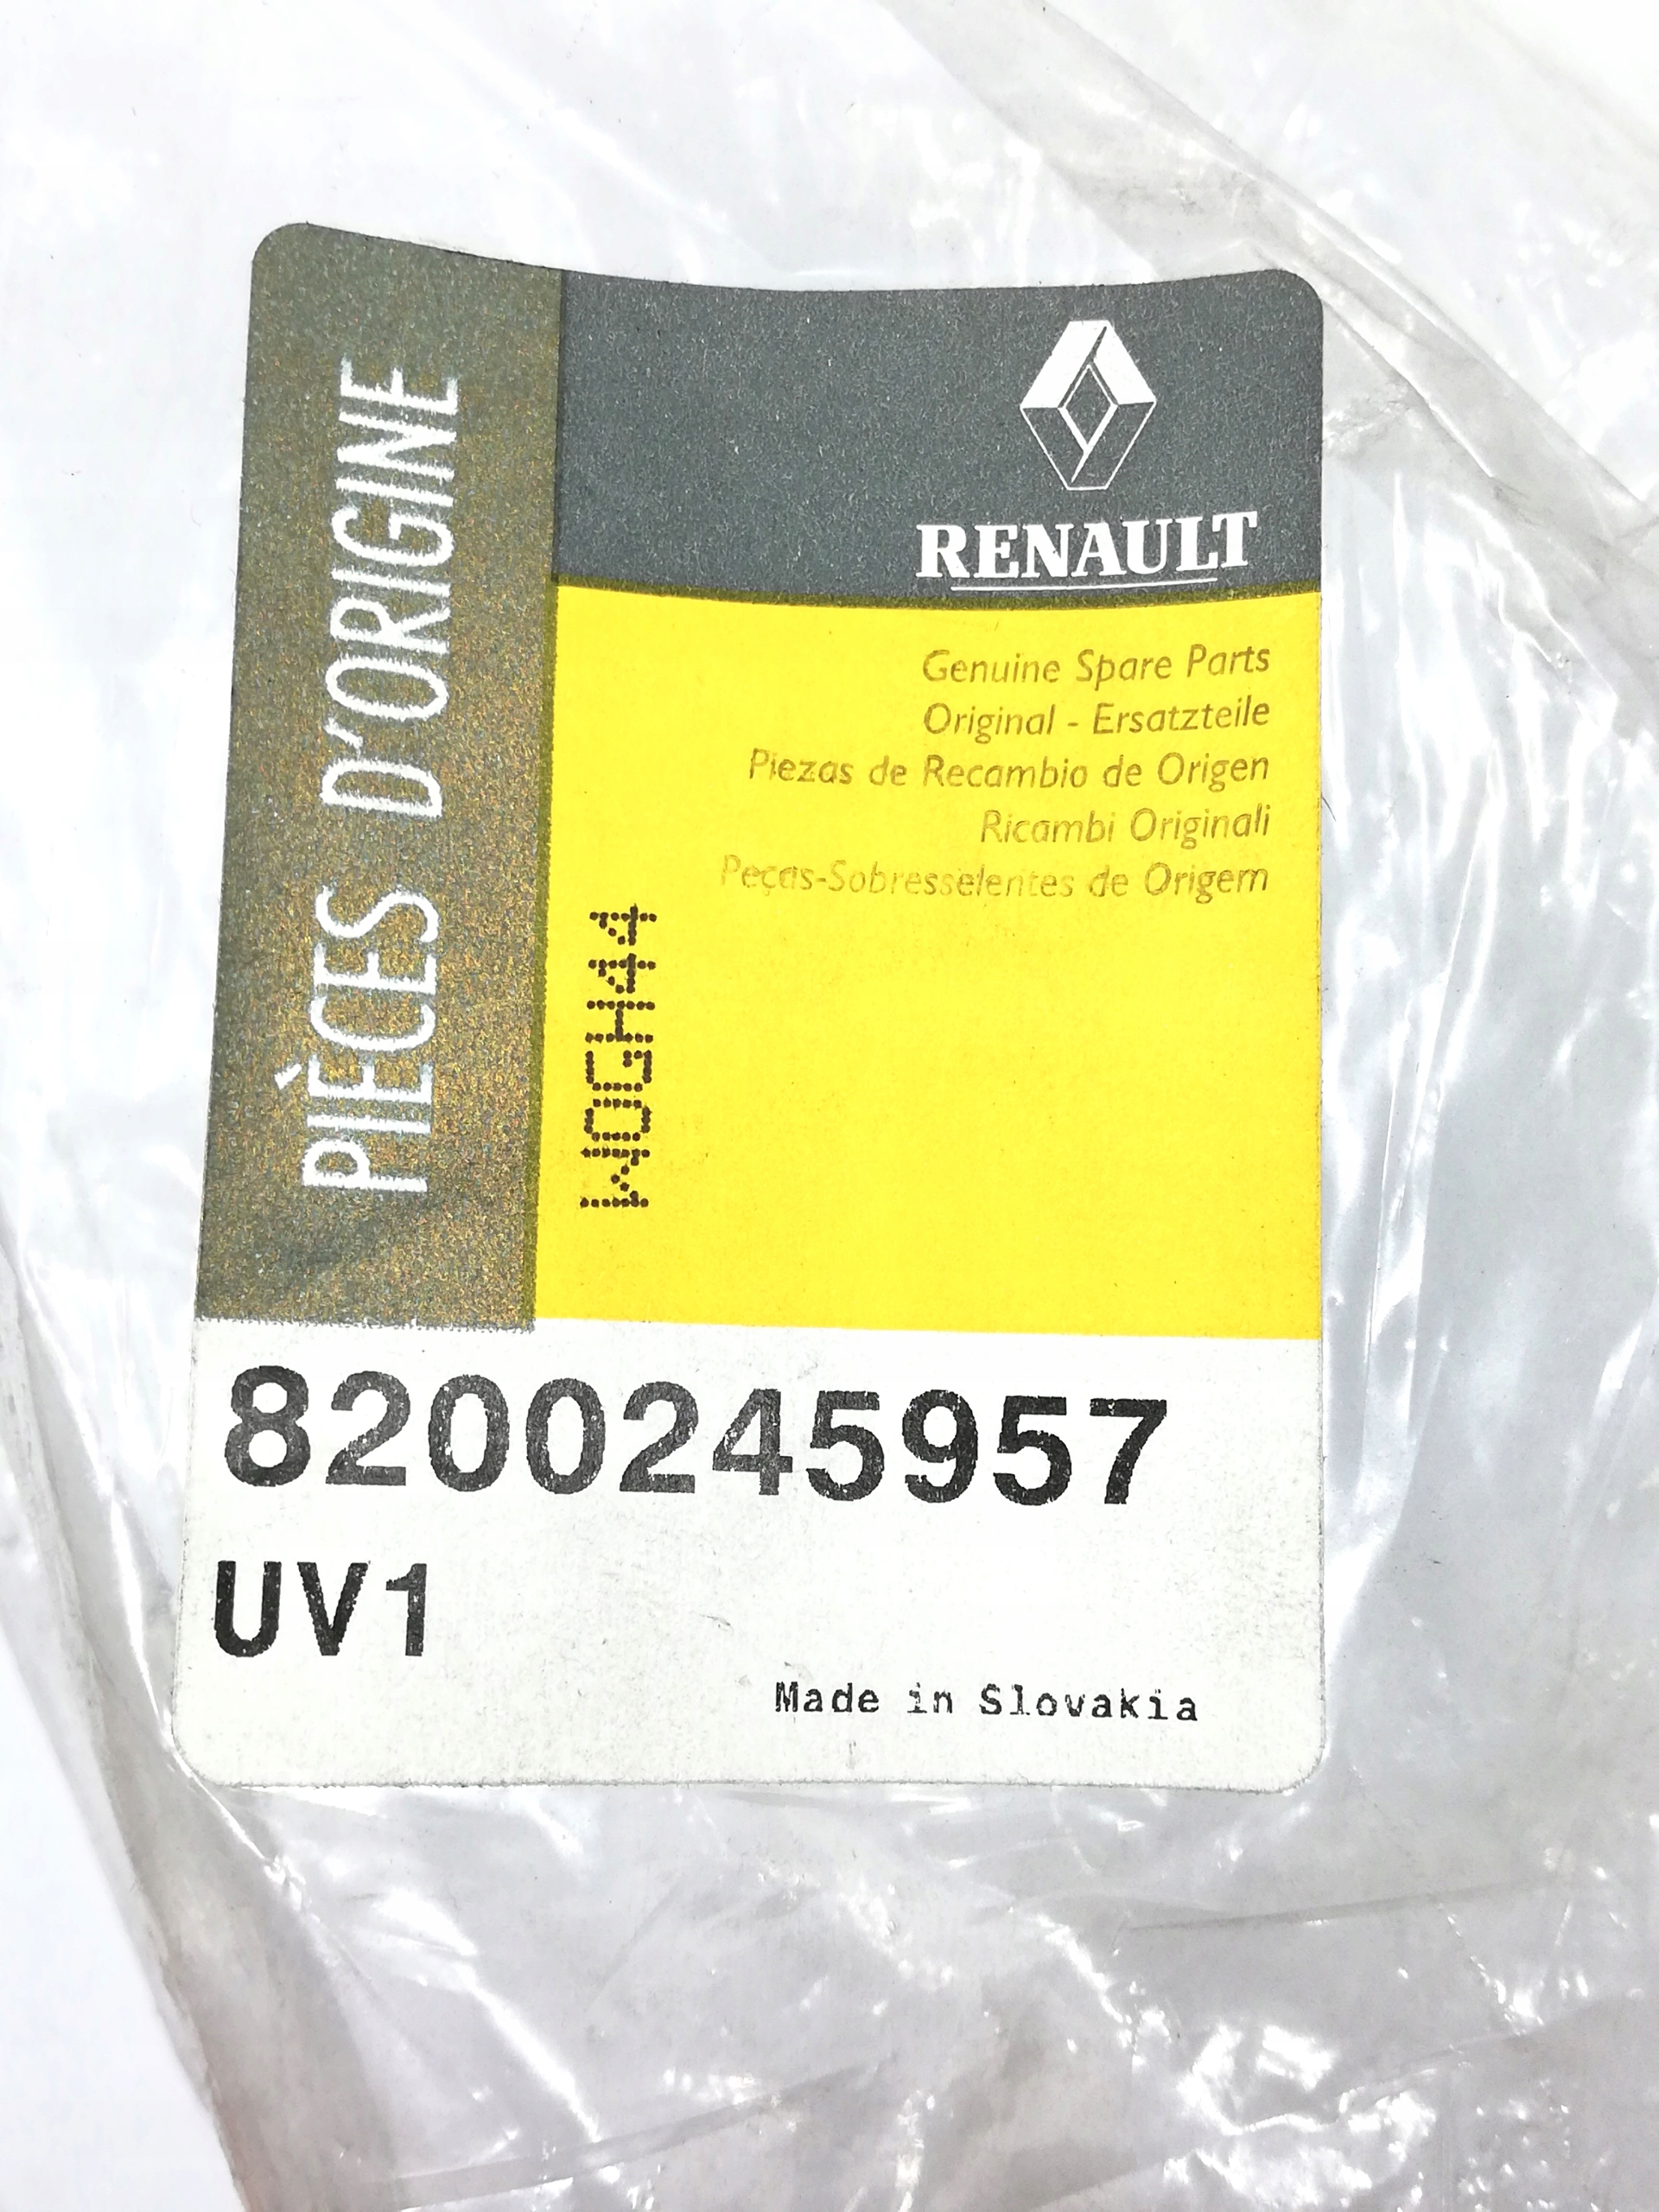 PIÈCES D'ORIGINE
RENAULT
Genuine Spare Parts
Original - Ersatzteile
Piezas de Recambio de Origen
Ricambi Originali
Peças-Sobresselentes de Origem
WOGH44
8200245957
UV1
Made in Slovakia